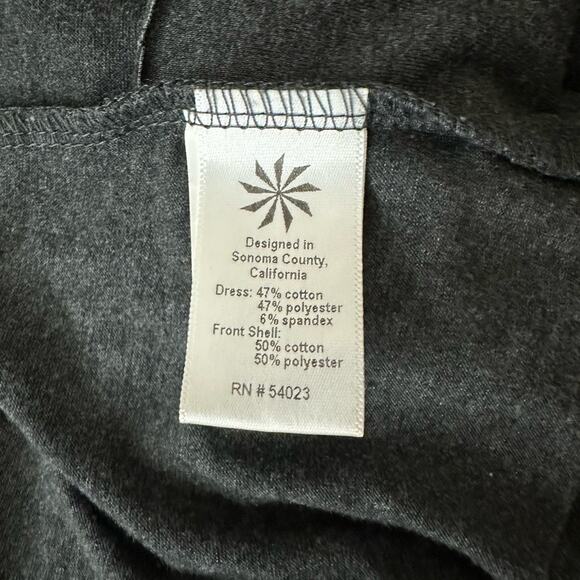 Designed in
Sonoma County,
California
Dress: 47% cotton
47% polyester
6% spandex
Front Shell:
50% cotton
50% polyester
RN # 54023